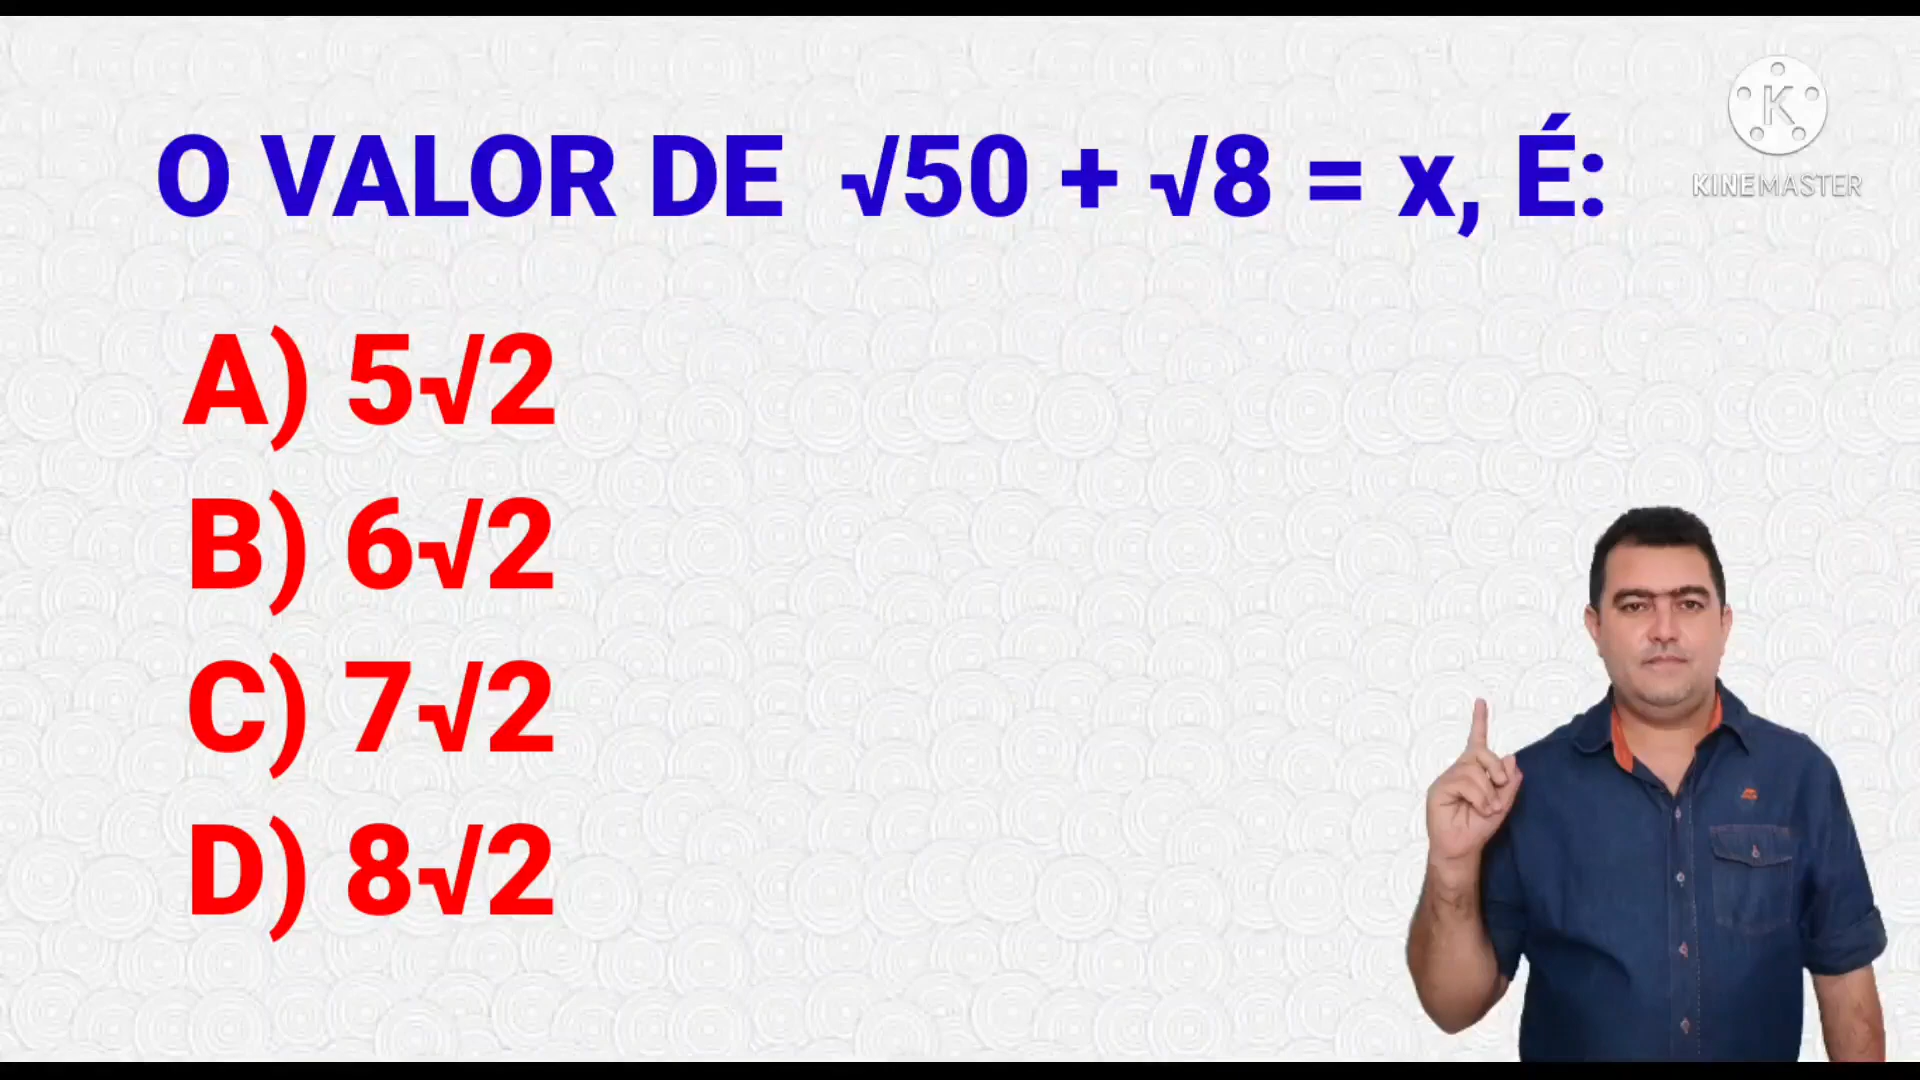 O VALOR DE √50 + √8 = x, É:
K
KINEMASTER
A) 5√2
B) 6√2
C) 7√2
D) 8√2